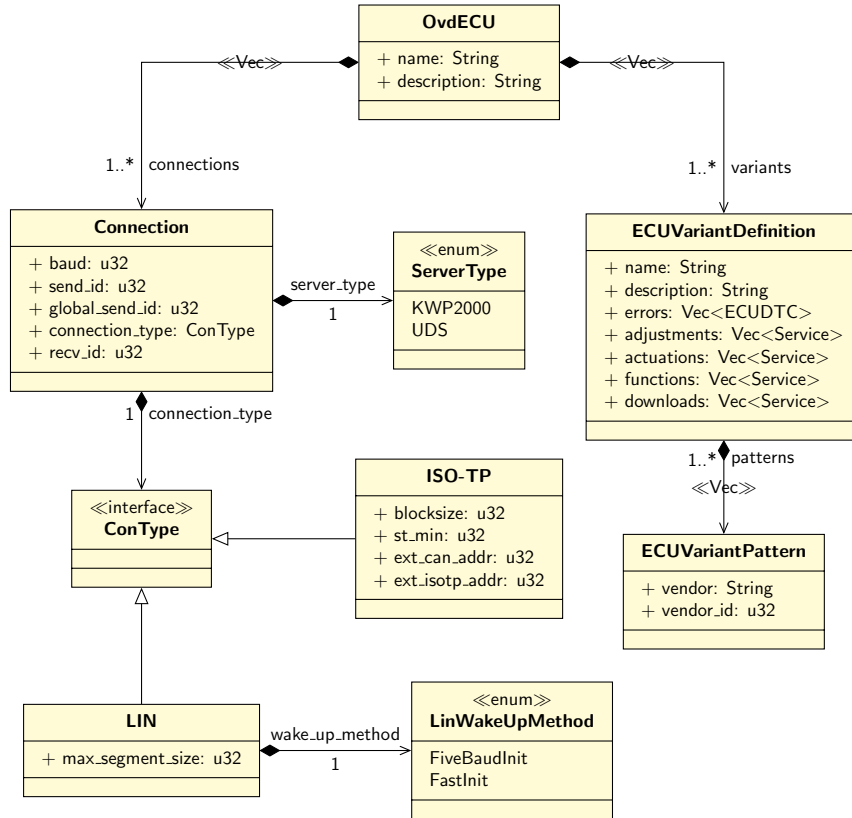 OvdECU
+ name: String
+ description: String
≪Vec≫
≪Vec≫
1..* connections
1..* variants
Connection
+ baud: u32
+ send_id: u32
+ global_send_id: u32
+ connection_type: ConType
+ recv_id: u32
server_type
1
≪enum≫
ServerType
KWP2000
UDS
ECUVariantDefinition
+ name: String
+ description: String
+ errors: Vec<ECUDTC>
+ adjustments: Vec<Service>
+ actuations: Vec<Service>
+ functions: Vec<Service>
+ downloads: Vec<Service>
1 connection_type
1..* patterns
≪Vec≫
≪interface≫
ConType
ISO-TP
+ blocksize: u32
+ st_min: u32
+ ext_can_addr: u32
+ ext_isotp_addr: u32
ECUVariantPattern
+ vendor: String
+ vendor_id: u32
LIN
+ max_segment_size: u32
wake_up_method
1
≪enum≫
LinWakeUpMethod
FiveBaudInit
FastInit